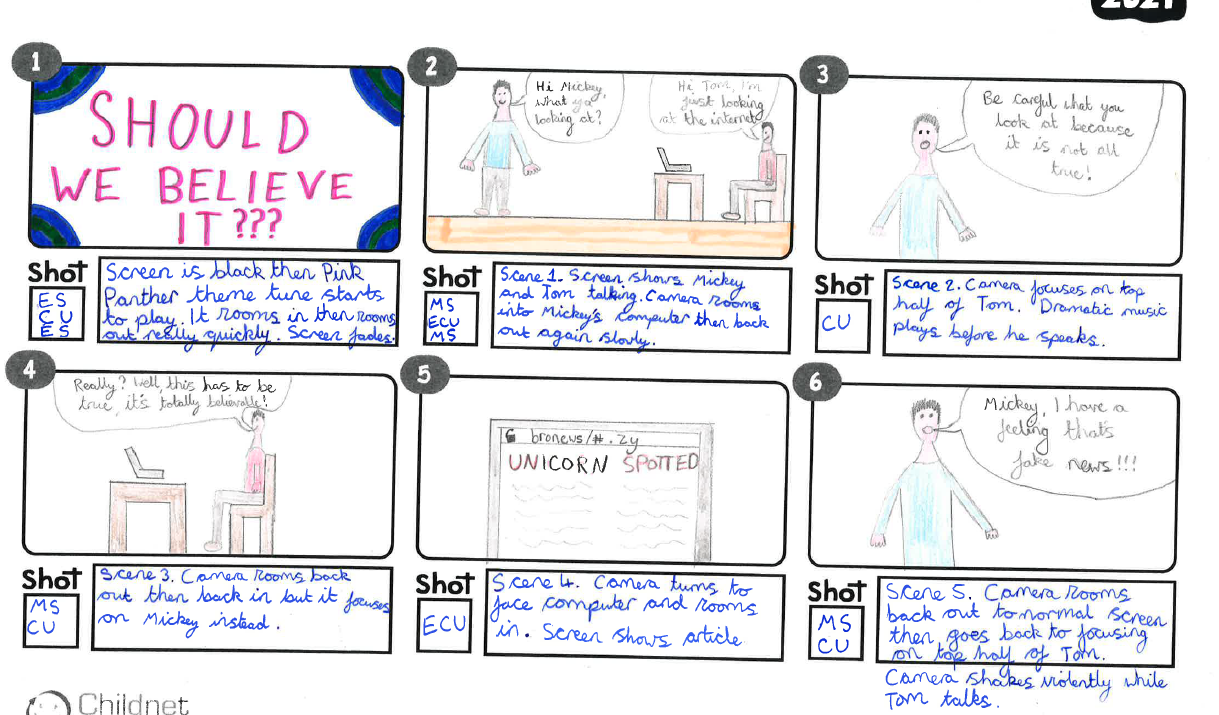 2021
1
SHOULD
WE BELIEVE
IT???
Shot
ES
CU
ES
Screen is black then Pink
Panther theme tune starts
to play. It zooms in then zooms
out really quickly. Screen fades.
2
Hi Mickey,
what ya
looking at?
Hi Tom, I'm
just looking
at the internet
Shot
MS
ECU
MS
Scene 1. Screen shows Mickey
and Tom talking. Camera zooms
into Mickey's computer then back
out again slowly.
3
Be careful what you
look at because
it is not all
true!
Shot
CU
Scene 2. Camera focuses on top
half of Tom. Dramatic music
plays before he speaks.
4
Really? Well, this has to be
true, it's totally believable!
Shot
MS
CU
Scene 3. Camera zooms back
out then back in but it focuses
on Mickey instead.
5
bronews/#.zy
UNICORN SPOTTED
Shot
ECU
Scene 4. Camera turns to
face computer and zooms
in. Screen shows article
6
Mickey, I have a
feeling that's
fake news!!!
Shot
MS
CU
Scene 5. Camera zooms
back out to normal screen
then goes back to focusing
on top half of Tom.
Camera shakes violently while
Tom talks.
Childnet